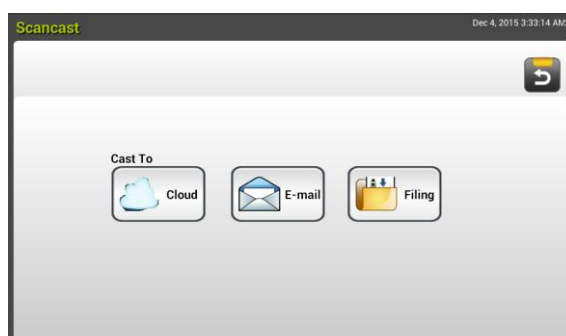 Scancast
Dec 4, 2015 3:33:14 AM
Cast To
Cloud
E-mail
Filing